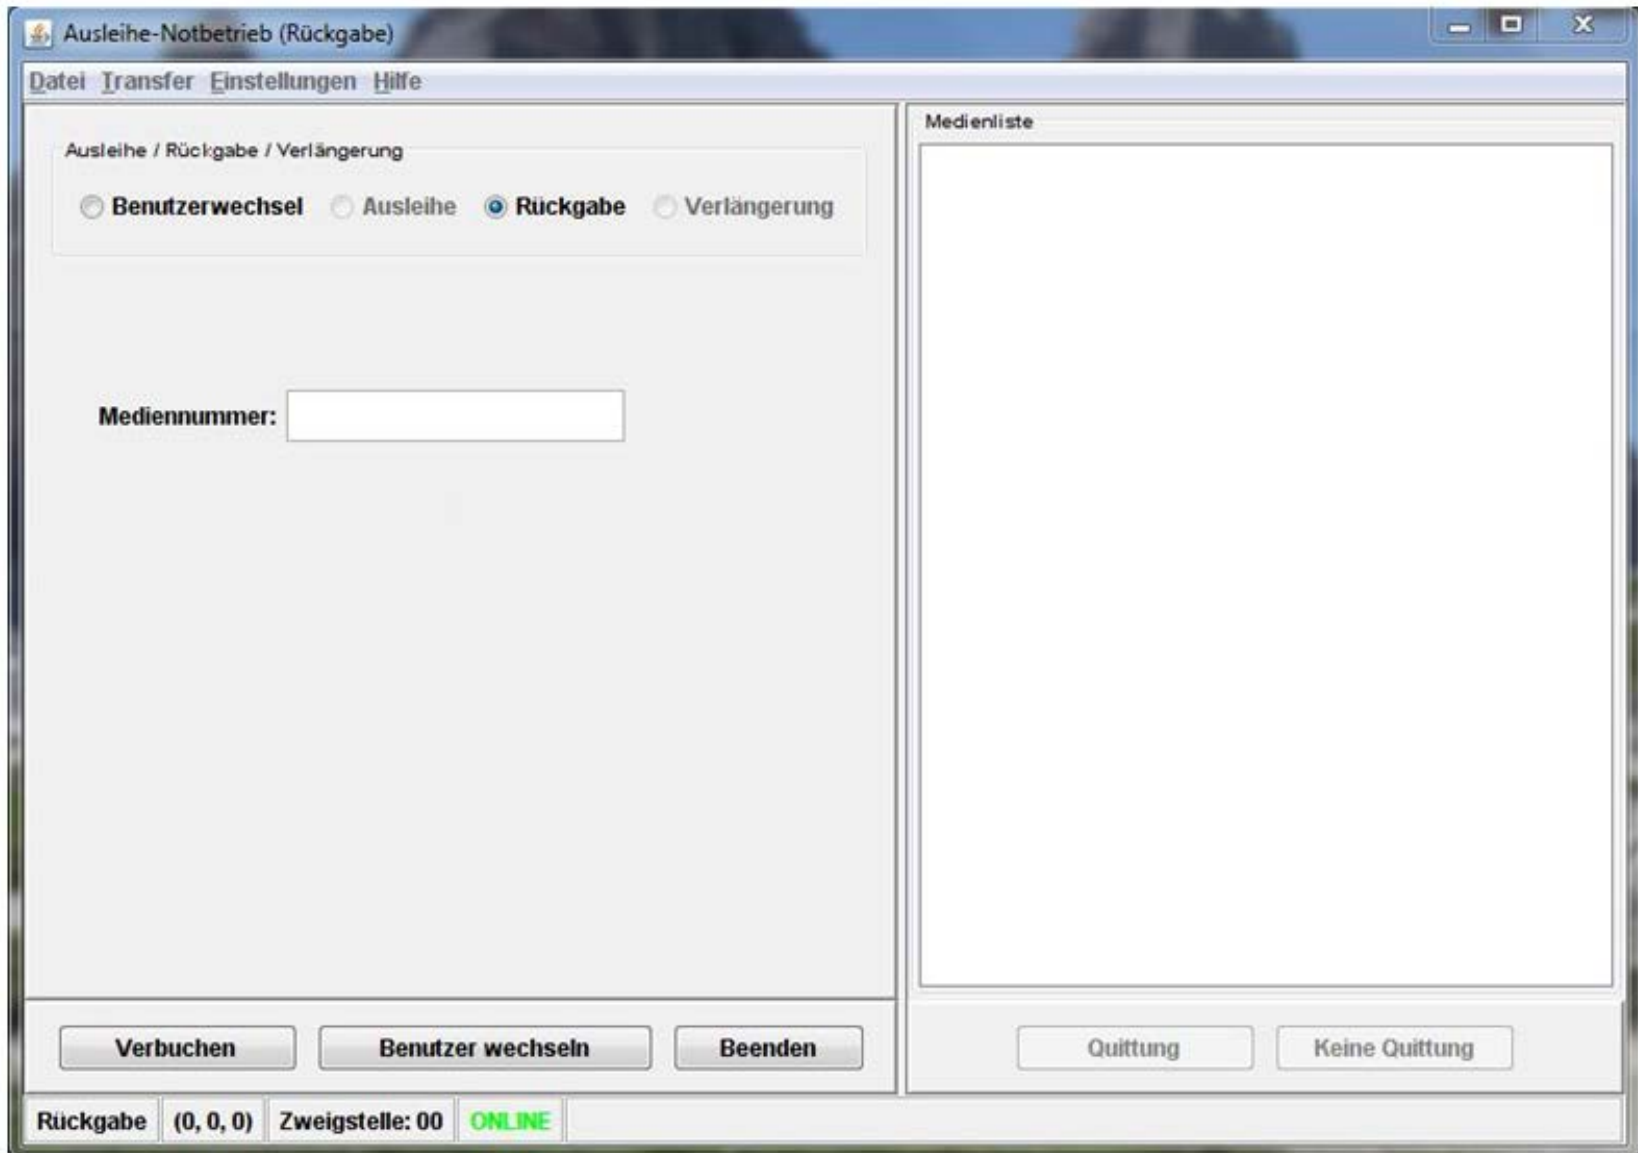 Ausleihe-Notbetrieb (Rückgabe)
Datei Transfer Einstellungen Hilfe
Ausleihe / Rückgabe / Verlängerung
Benutzerwechsel Ausleihe Rückgabe Verlängerung
Mediennummer:
Verbuchen Benutzer wechseln Beenden
Medienliste
Quittung Keine Quittung
Rückgabe (0, 0, 0) Zweigstelle: 00 ONLINE